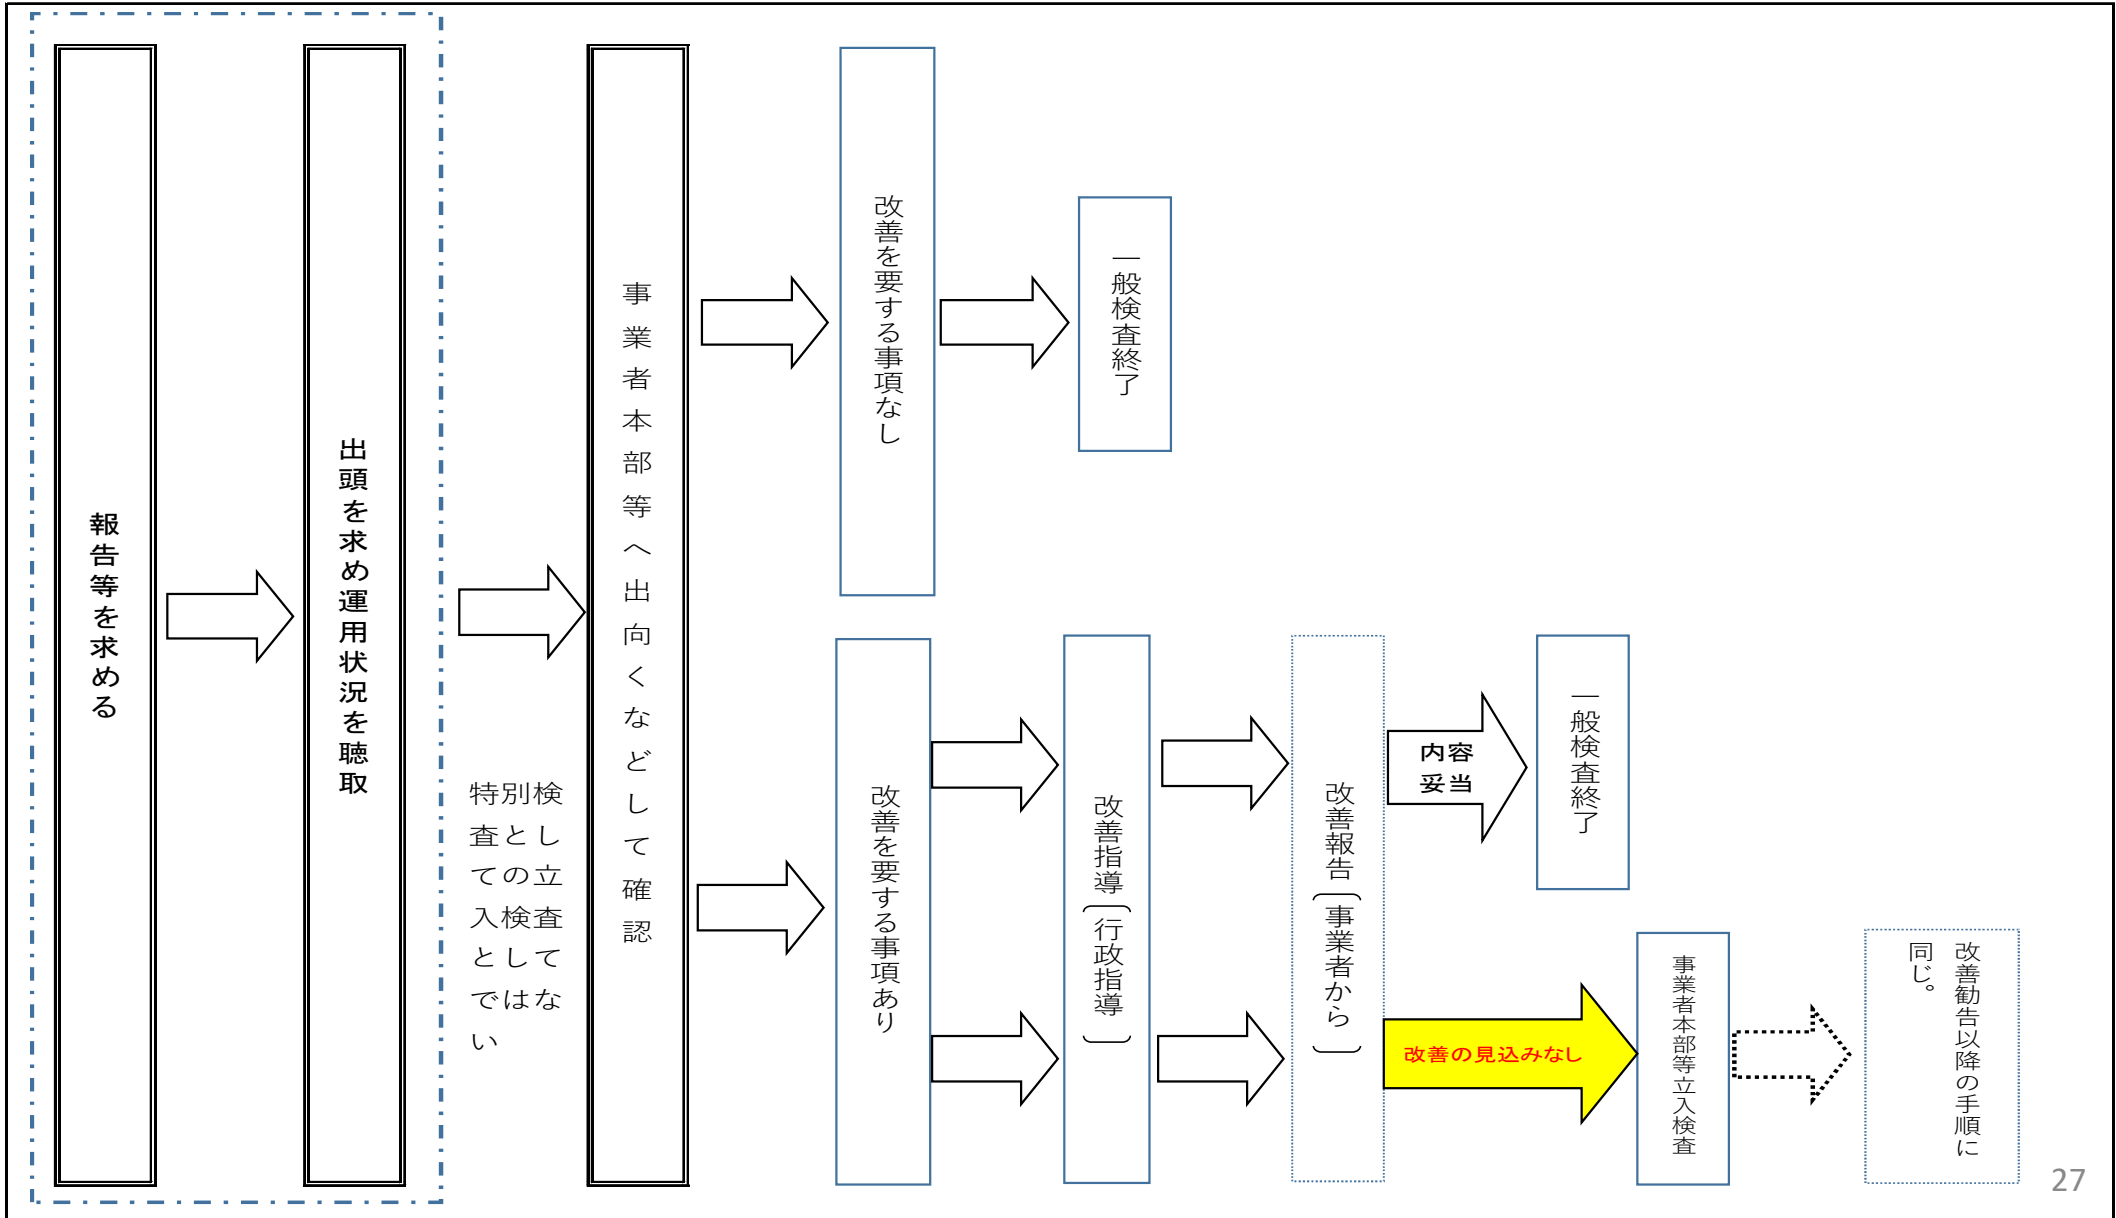 報告等を求める
出頭を求め運用状況を聴取
特別検
査とし
ての立
入検査
として
ではな
い
事業者本部等へ出向くなどして確認
改善を要する事項なし
一般検査終了
改善を要する事項あり
改善指導(行政指導)
改善報告(事業者から)
内容
妥当
一般検査終了
改善の見込みなし
事業者本部等立入検査
改善勧告以降の手順に
同じ。
27